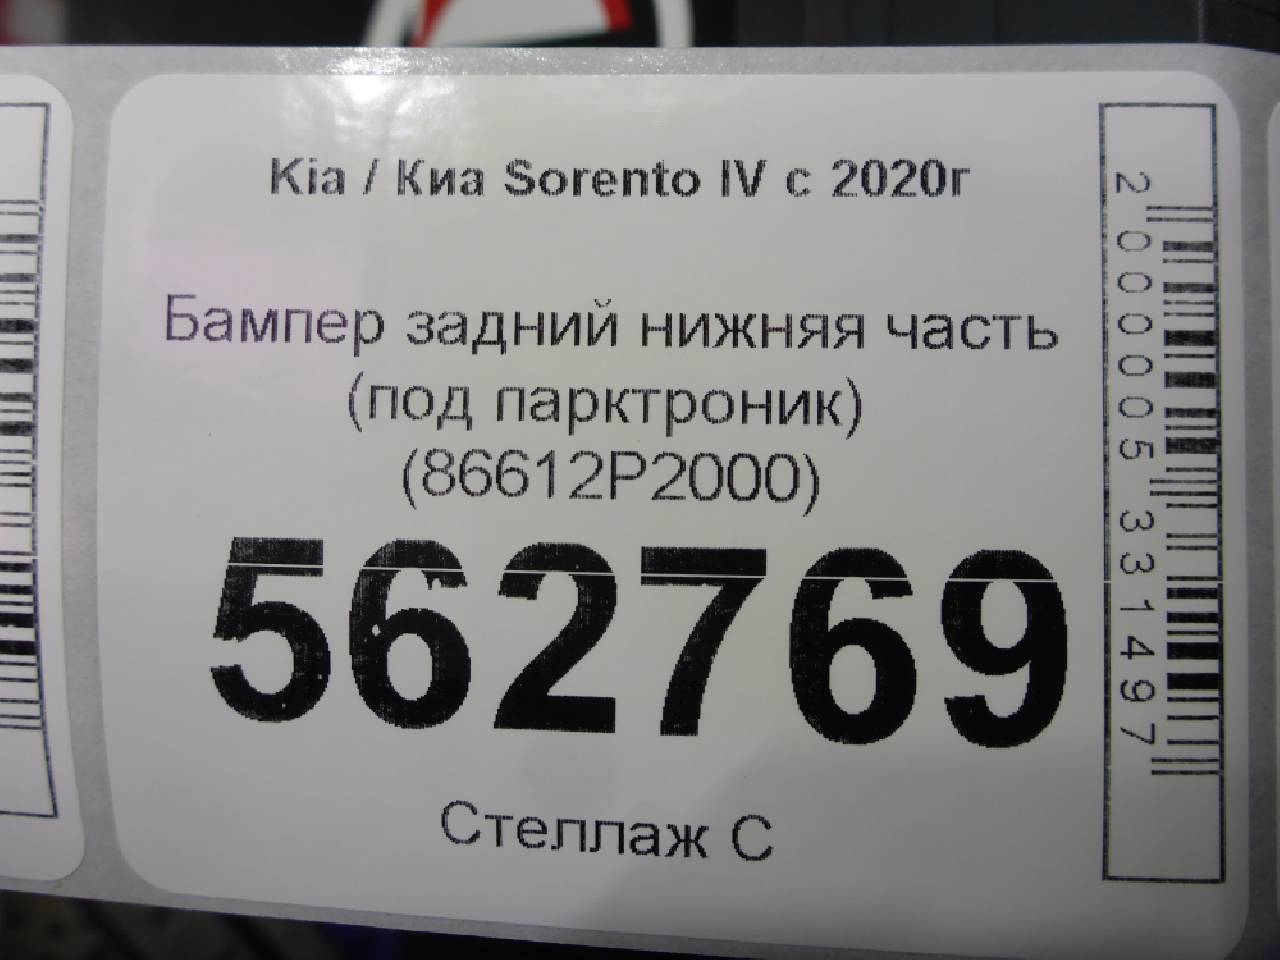 Kia / Киа Sorento IV с 2020г
Бампер задний нижняя часть
(под парктроник)
(86612P2000)
562769
Стеллаж С
2000005331497